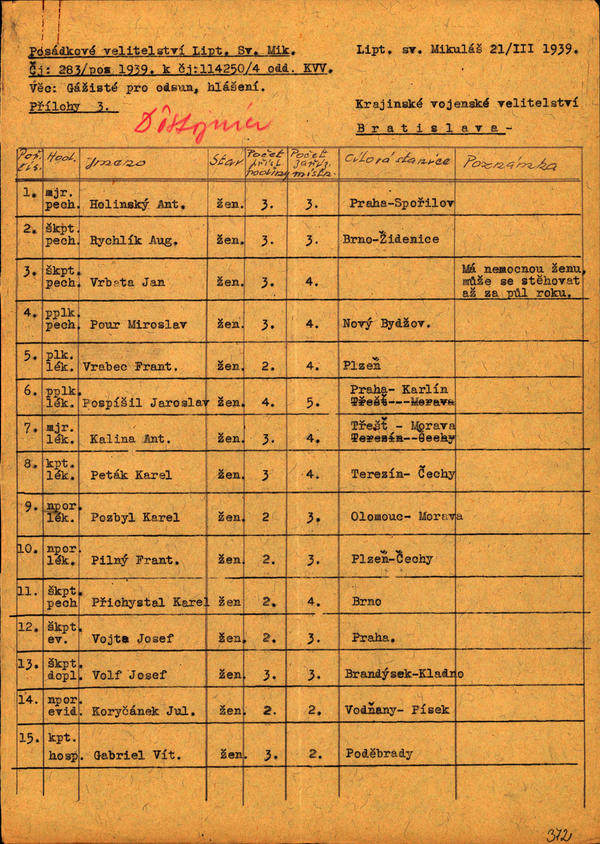 Posádkové velitelství Lipt. Sv. Mik.
Lipt. sv. Mikuláš 21/III 1939.
Čj: 283/pos 1939. k čj:114250/4 odd. KVV.
Věc: Gážisté pro odsun, hlášení.
Přílohy 3.
Krajinské vojenské velitelství
Bratislava-
Poř. čís. Hod. Jmeno Stav Počet přísl. rodiny Počet místn. Cílová stanice Poznámka
1. mjr. pech. Holinský Ant. žen. 3. 3. Praha-Spořilov
2. škpt. pech. Rychlík Aug. žen. 3. 3. Brno-Židenice
3. škpt. pech. Vrbata Jan žen. 3. 4. Má nemocnou ženu, může se stěhovat až za půl roku.
4. pplk. pech. Pour Miroslav žen. 3. 4. Nový Bydžov.
5. plk. lék. Vrabec Frant. žen. 2. 4. Plzeň
6. pplk. lék. Pospíšil Jaroslav žen. 4. 5. Praha- Karlín
Třešť---Morava
7. mjr. lék. Kalina Ant. žen. 3. 4. Třešť - Morava
Terezín--Čechy
8. kpt. lék. Peták Karel žen. 3 4. Terezín- Čechy
9. npor. lék. Pozbyl Karel žen. 2 3. Olomouc- Morava
10. npor. lék. Pilný Frant. žen. 2 3. Plzeň-Čechy
11. škpt. pech Přichystal Karel žen 2. 4. Brno
12. škpt. ev. Vojta Josef žen. 2. 3. Praha.
13. škpt. dopl. Volf Josef žen. 3. 3. Brandýsek-Kladno
14. npor. evid. Koryčánek Jul. žen. 2. 2. Vodňany- Písek
15. kpt. hosp. Gabriel Vít. žen. 3. 2. Poděbrady
372